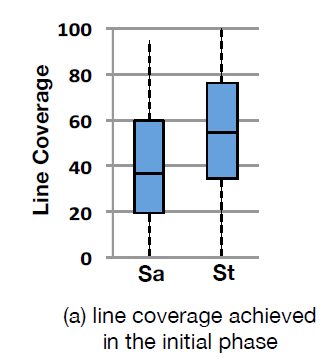 100
80
60
40
20
0
Line Coverage
Sa St
(a) line coverage achieved
in the initial phase